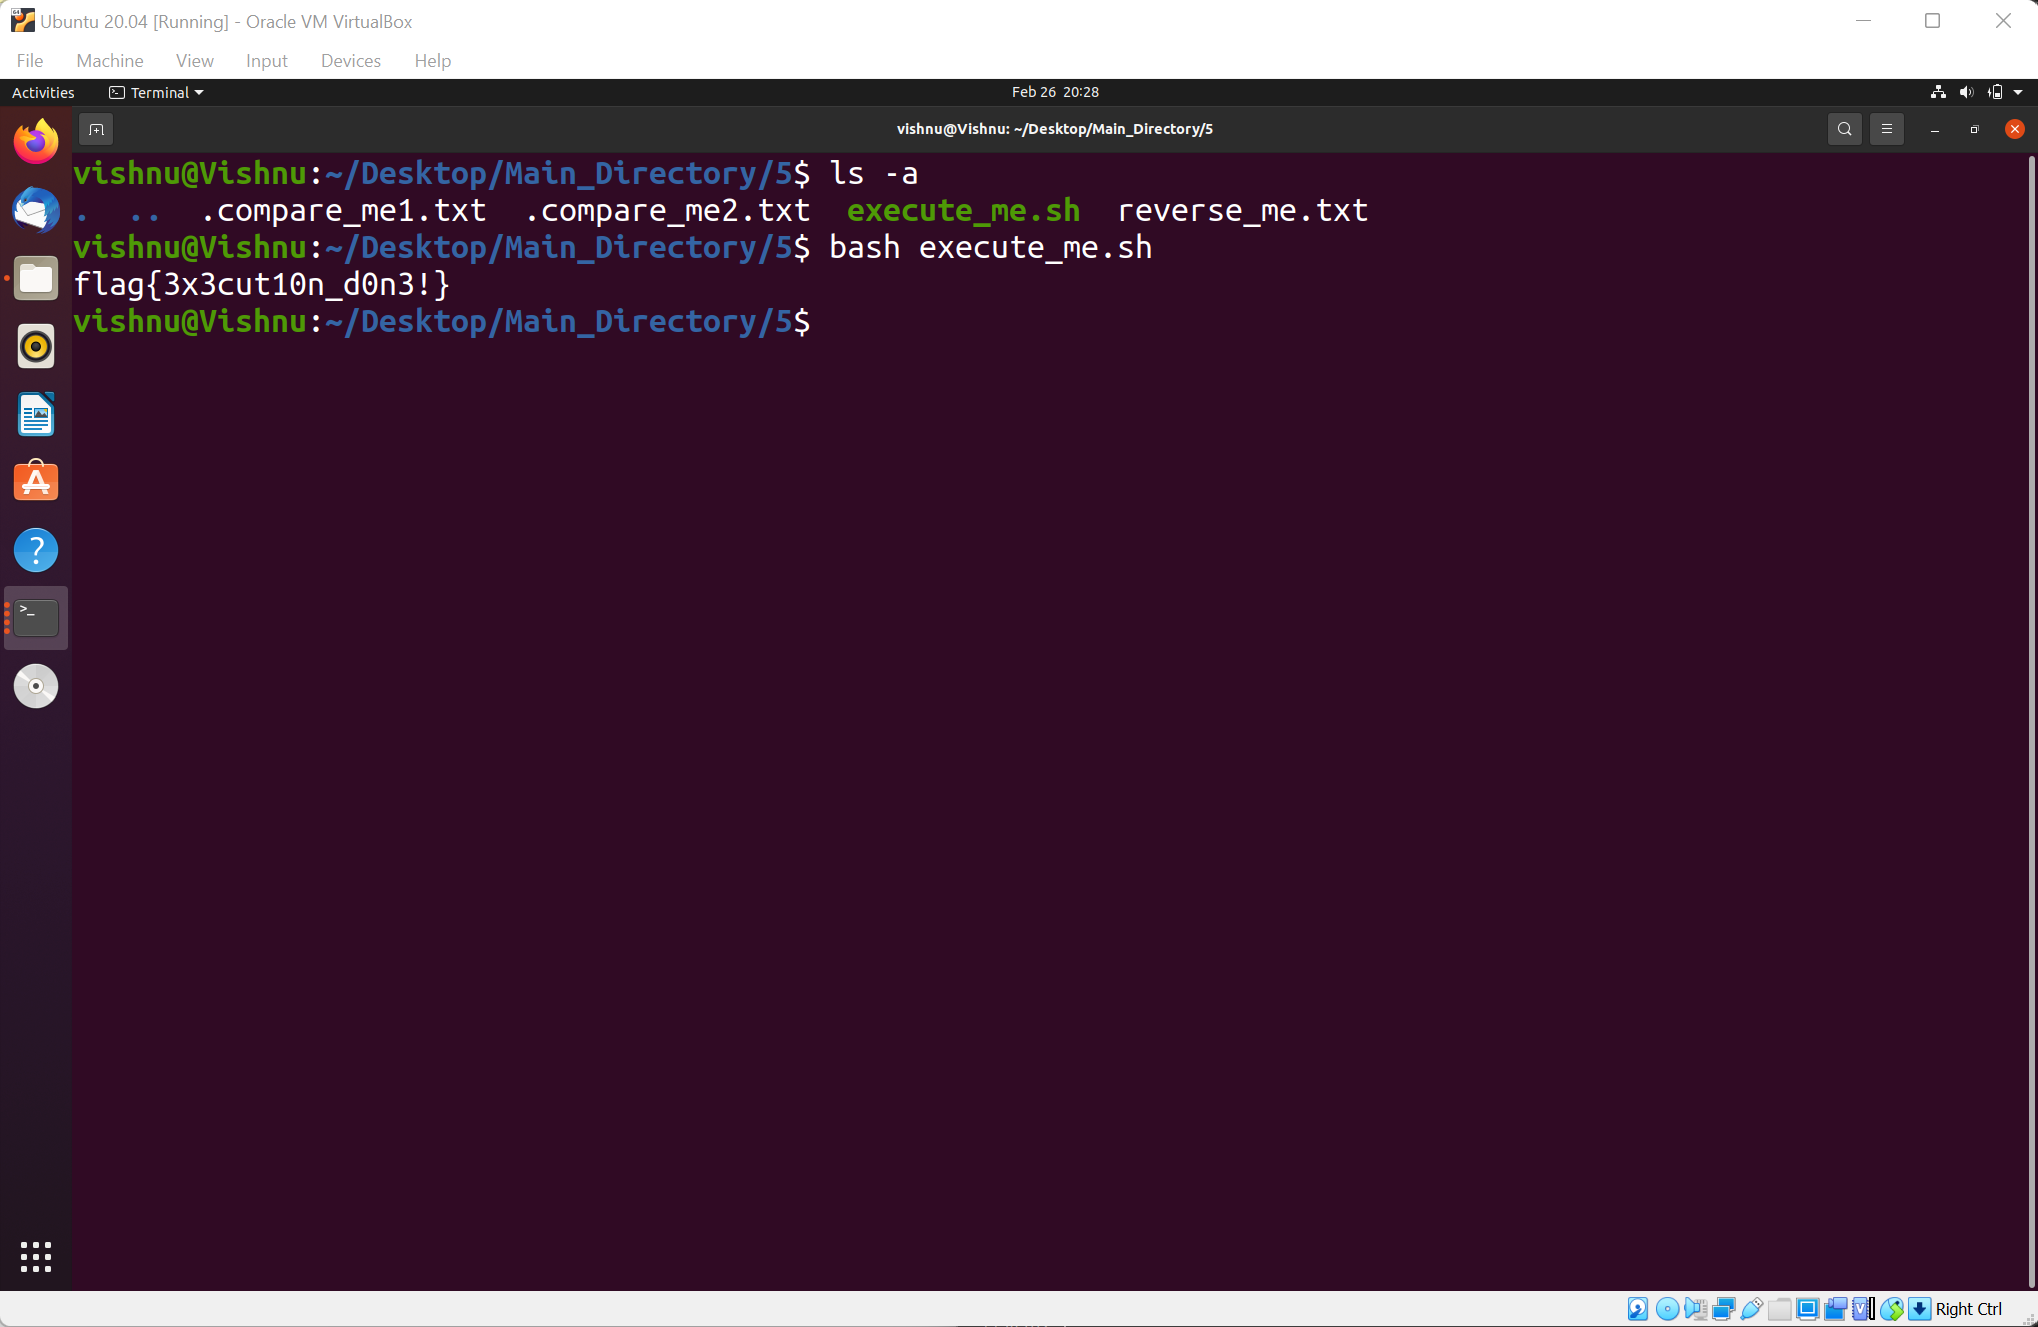 Ubuntu 20.04 [Running] - Oracle VM VirtualBox
File Machine View Input Devices Help
Activities Terminal Feb 26 20:28
vishnu@Vishnu: ~/Desktop/Main_Directory/5
vishnu@Vishnu:~/Desktop/Main_Directory/5$ ls -a
. .. .compare_me1.txt .compare_me2.txt execute_me.sh reverse_me.txt
vishnu@Vishnu:~/Desktop/Main_Directory/5$ bash execute_me.sh
flag{3x3cut10n_d0n3!}
vishnu@Vishnu:~/Desktop/Main_Directory/5$
Right Ctrl